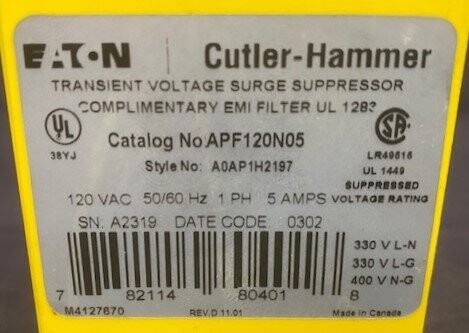 EATON | Cutler-Hammer
TRANSIENT VOLTAGE SURGE SUPPRESSOR
COMPLIMENTARY EMI FILTER UL 1283
UL
38YJ
Catalog No: APF120N05
Style No: A0AP1H2197
SA
LR49516
UL 1449
SUPPRESSED
VOLTAGE RATING
120 VAC 50/60 Hz 1 PH 5 AMPS
SN. A2319 DATE CODE 0302
330 V L-N
330 V L-G
400 V N-G
7 82114 80401 8
M4127670 REV.D 11.01 Made in Canada